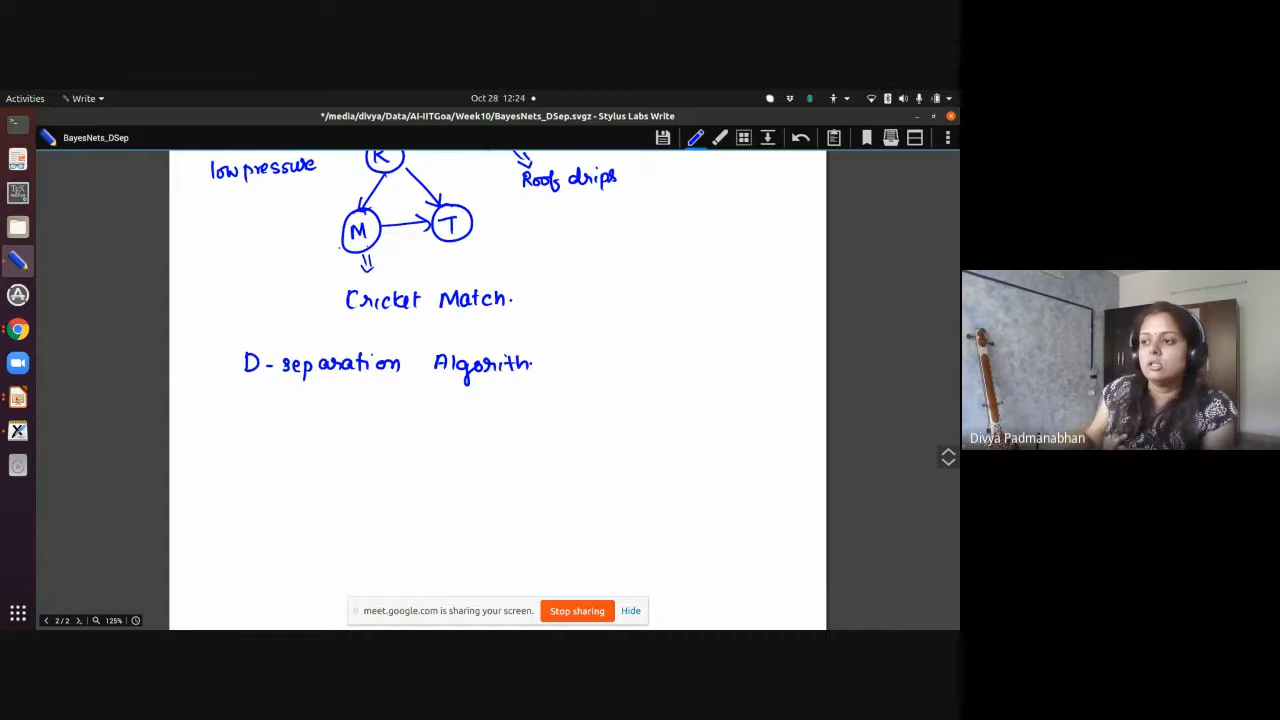 Activities
Write
Oct 28 12:24
*/media/divya/Data/AI-IITGoa/Week10/BayesNets_DSep.svgz - Stylus Labs Write
BayesNets_DSep
low pressure
R
Roof drips
M
T
Cricket Match.
D-separation Algorith.
Divya Padmanabhan
meet.google.com is sharing your screen.
Stop sharing
Hide
2/2
125%